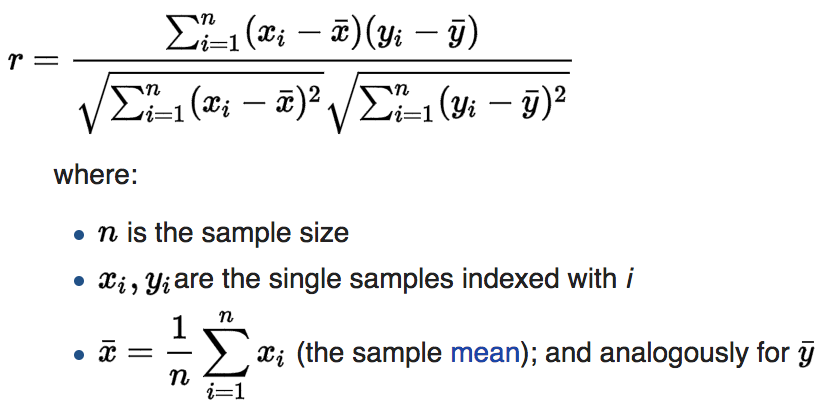 r = \frac{\sum_{i=1}^{n}(x_i - \bar{x})(y_i - \bar{y})}{\sqrt{\sum_{i=1}^{n}(x_i - \bar{x})^2}\sqrt{\sum_{i=1}^{n}(y_i - \bar{y})^2}}
where:
• n is the sample size
• x_i, y_i are the single samples indexed with i
• \bar{x} = \frac{1}{n}\sum_{i=1}^{n} x_i (the sample mean); and analogously for \bar{y}